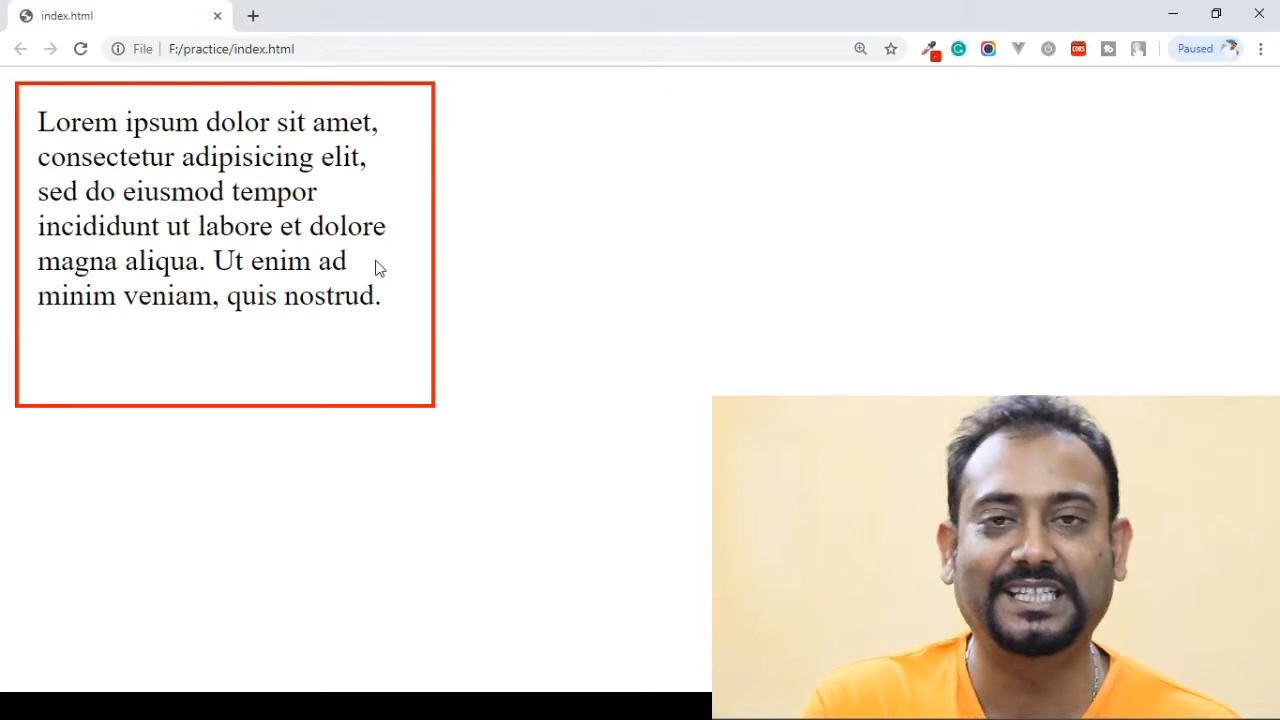 index.html
File
F:/practice/index.html
CORS
Paused
Lorem ipsum dolor sit amet,
consectetur adipisicing elit,
sed do eiusmod tempor
incididunt ut labore et dolore
magna aliqua. Ut enim ad
minim veniam, quis nostrud.